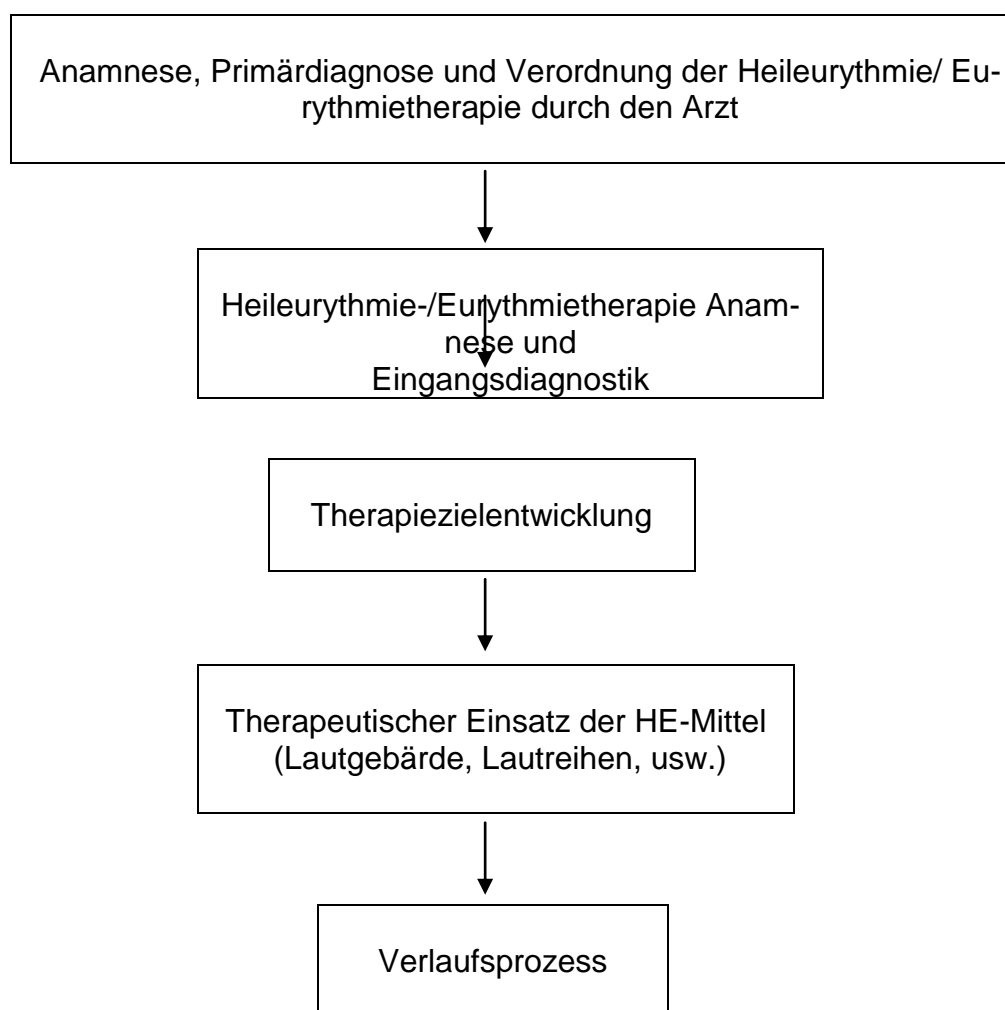 Anamnese, Primärdiagnose und Verordnung der Heileurythmie/ Eu-
rythmietherapie durch den Arzt
Heileurythmie-/Eurythmietherapie Anam-
nese und
Eingangsdiagnostik
Therapiezielentwicklung
Therapeutischer Einsatz der HE-Mittel
(Lautgebärde, Lautreihen, usw.)
Verlaufsprozess